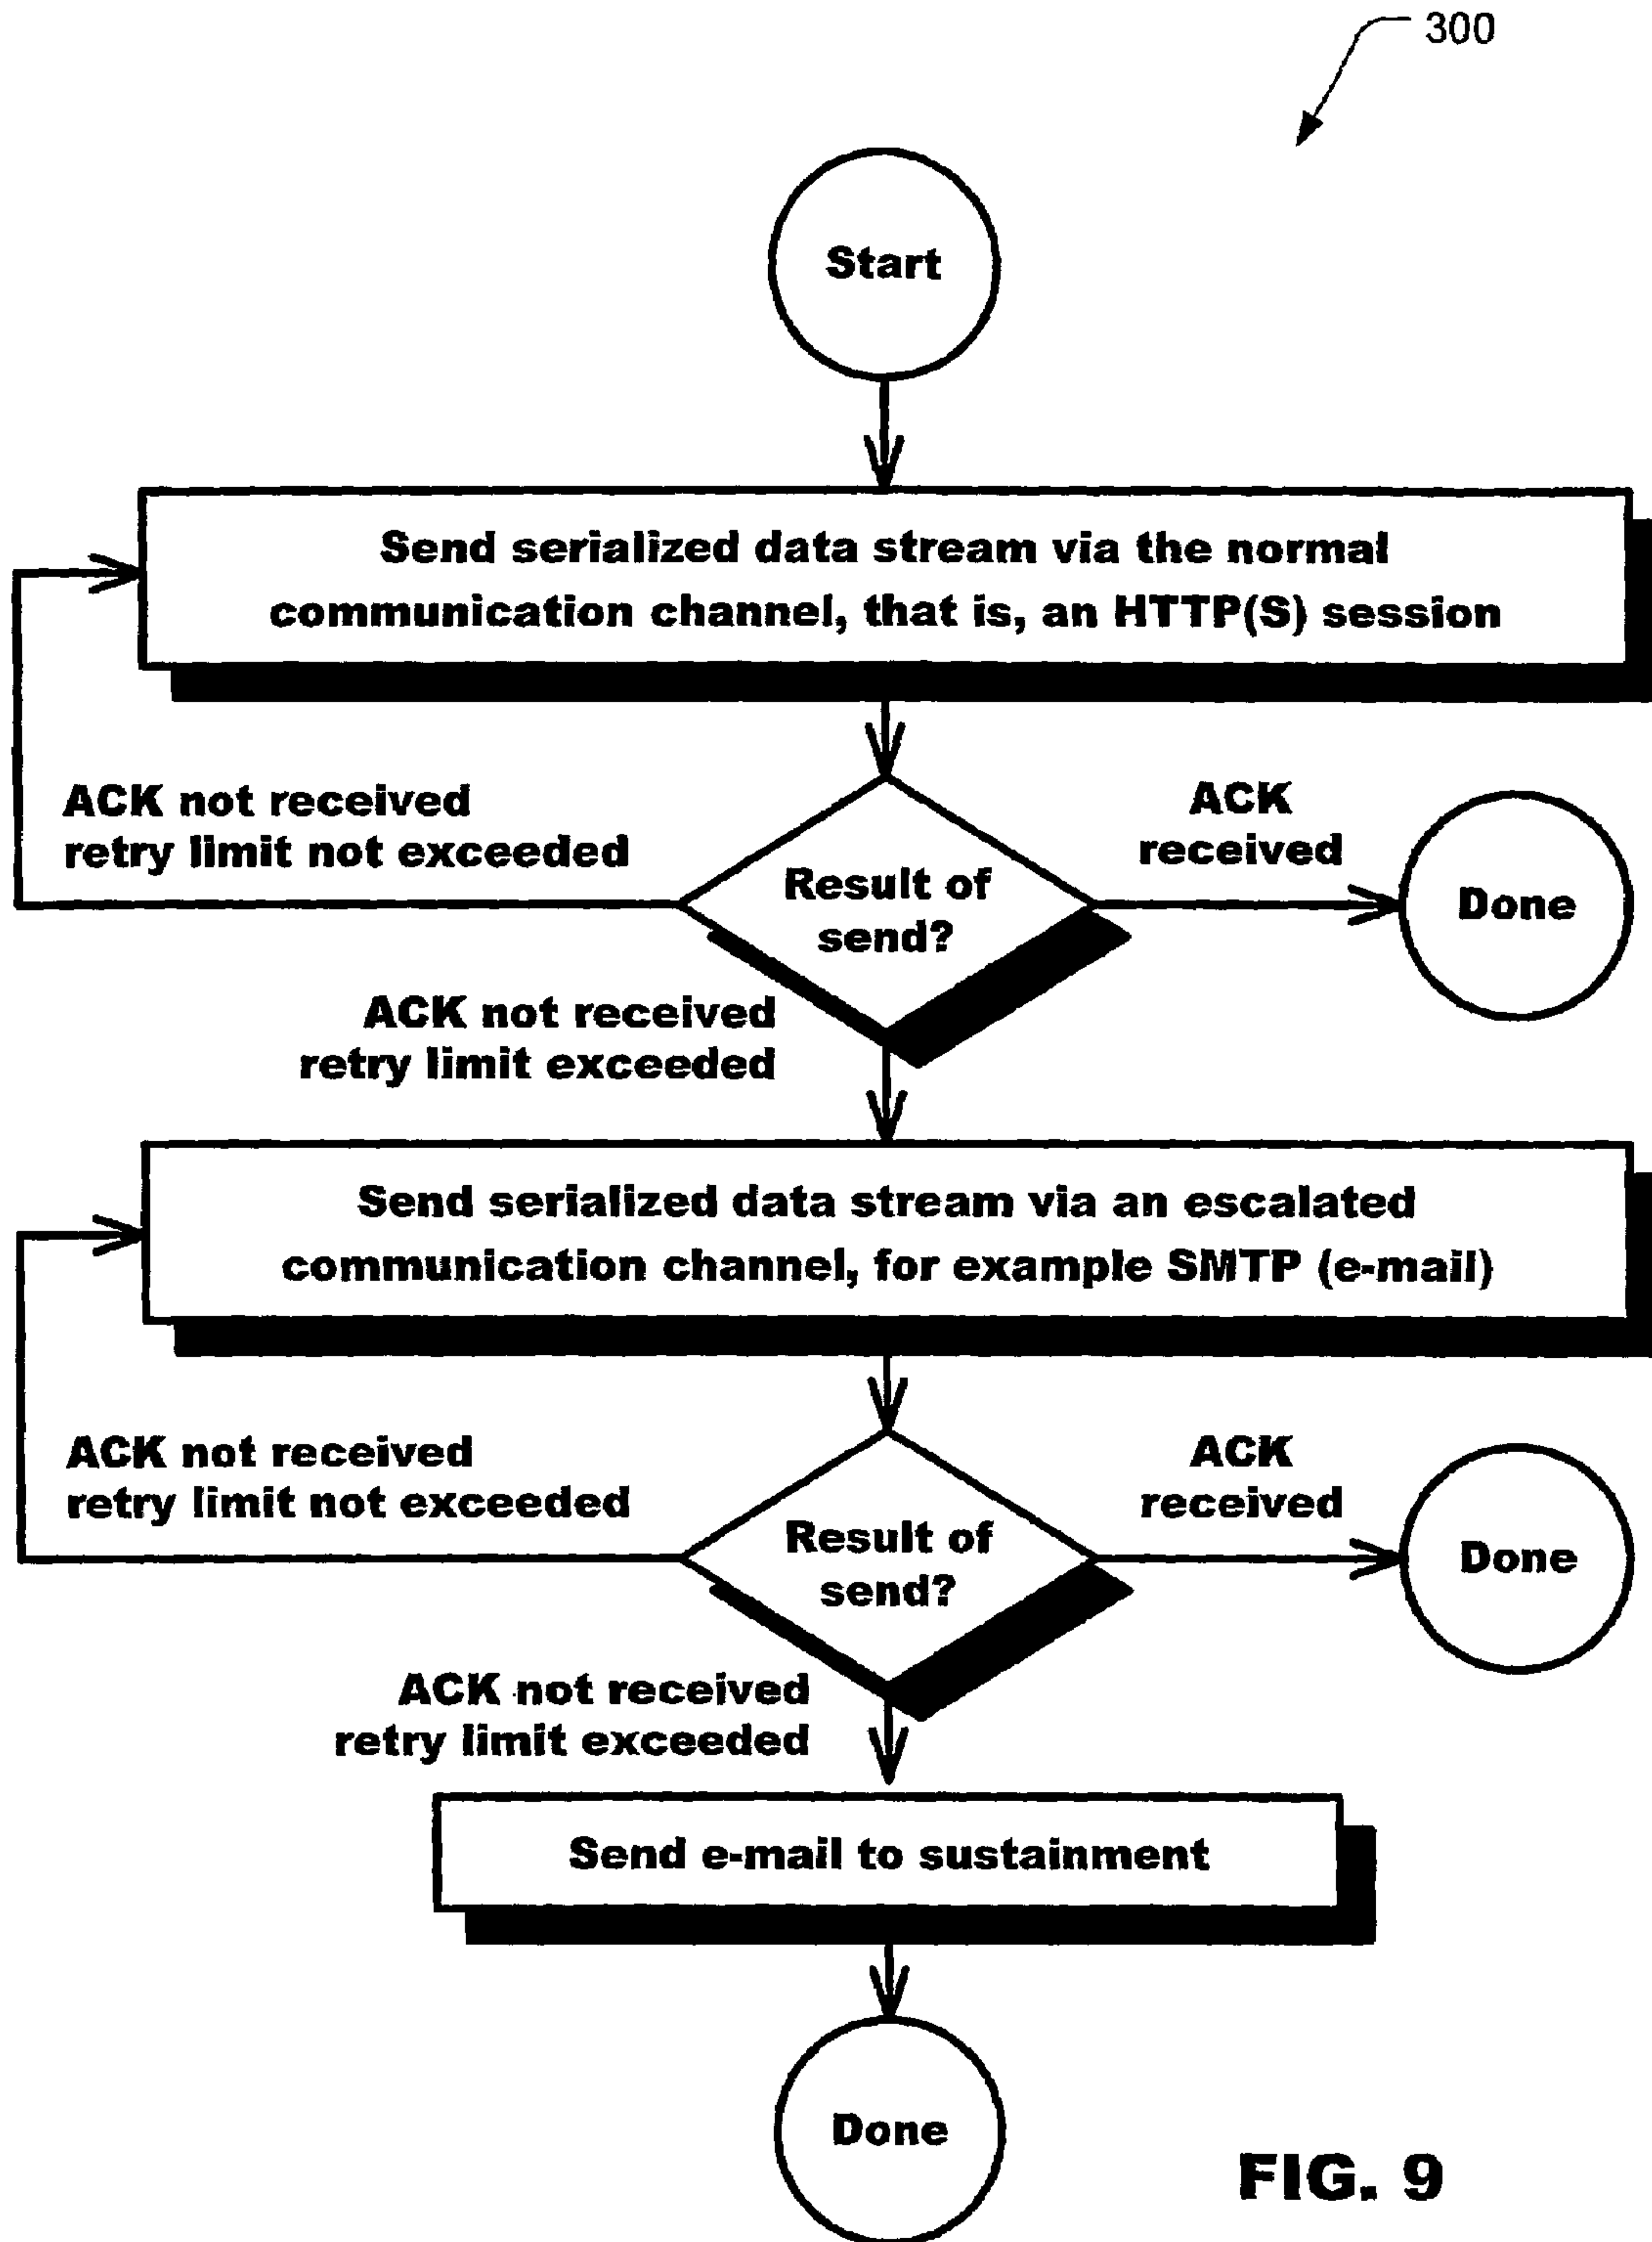 300
Start
Send serialized data stream via the normal
communication channel, that is, an HTTP(S) session
ACK not received
retry limit not exceeded
Result of
send?
ACK
received
Done
ACK not received
retry limit exceeded
Send serialized data stream via an escalated
communication channel, for example SMTP (e-mail)
ACK not received
retry limit not exceeded
Result of
send?
ACK
received
Done
ACK not received
retry limit exceeded
Send e-mail to sustainment
Done
FIG. 9